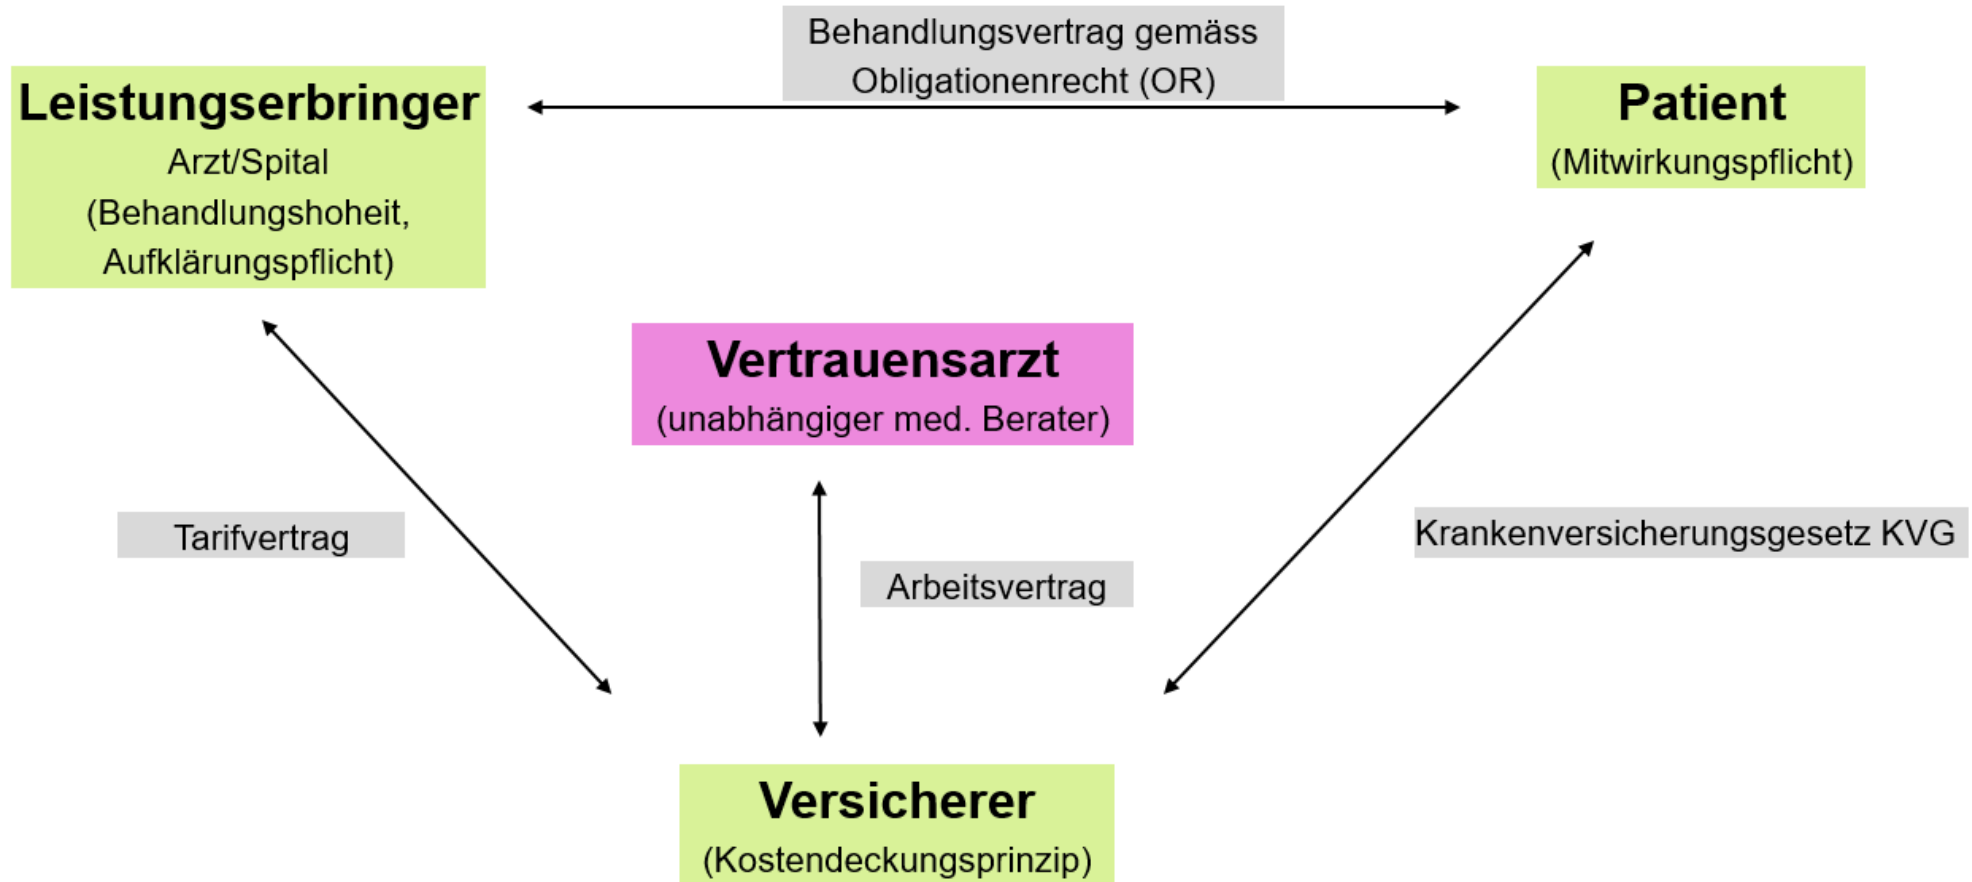 Behandlungsvertrag gemäss
Obligationenrecht (OR)
Leistungserbringer
Arzt/Spital
(Behandlungshoheit,
Aufklärungspflicht)
Patient
(Mitwirkungspflicht)
Vertrauensarzt
(unabhängiger med. Berater)
Tarifvertrag
Arbeitsvertrag
Krankenversicherungsgesetz KVG
Versicherer
(Kostendeckungsprinzip)